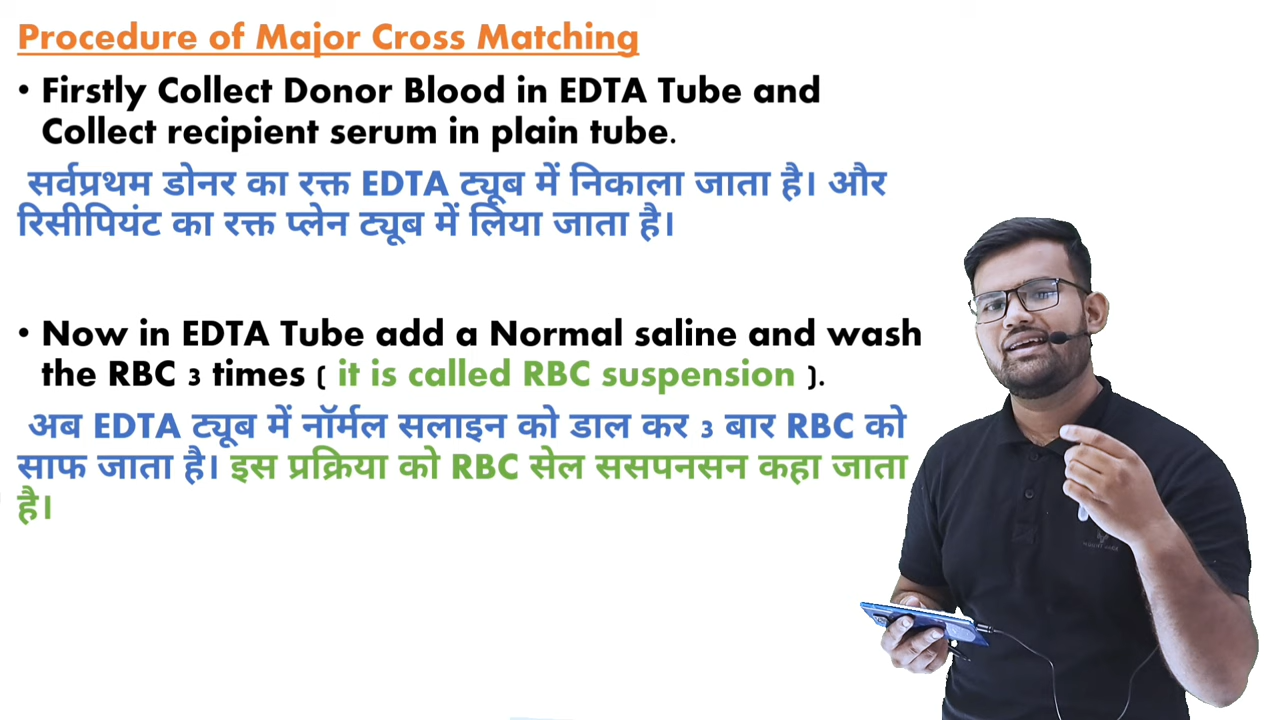 Procedure of Major Cross Matching
• Firstly Collect Donor Blood in EDTA Tube and
Collect recipient serum in plain tube.
सर्वप्रथम डोनर का रक्त EDTA ट्यूब में निकाला जाता है। और
रिसीपियंट का रक्त प्लेन ट्यूब में लिया जाता है।
• Now in EDTA Tube add a Normal saline and wash
the RBC 3 times ( it is called RBC suspension ).
अब EDTA ट्यूब में नॉर्मल सलाइन को डाल कर 3 बार RBC को
साफ जाता है। इस प्रक्रिया को RBC सेल ससपनसन कहा जाता
है।